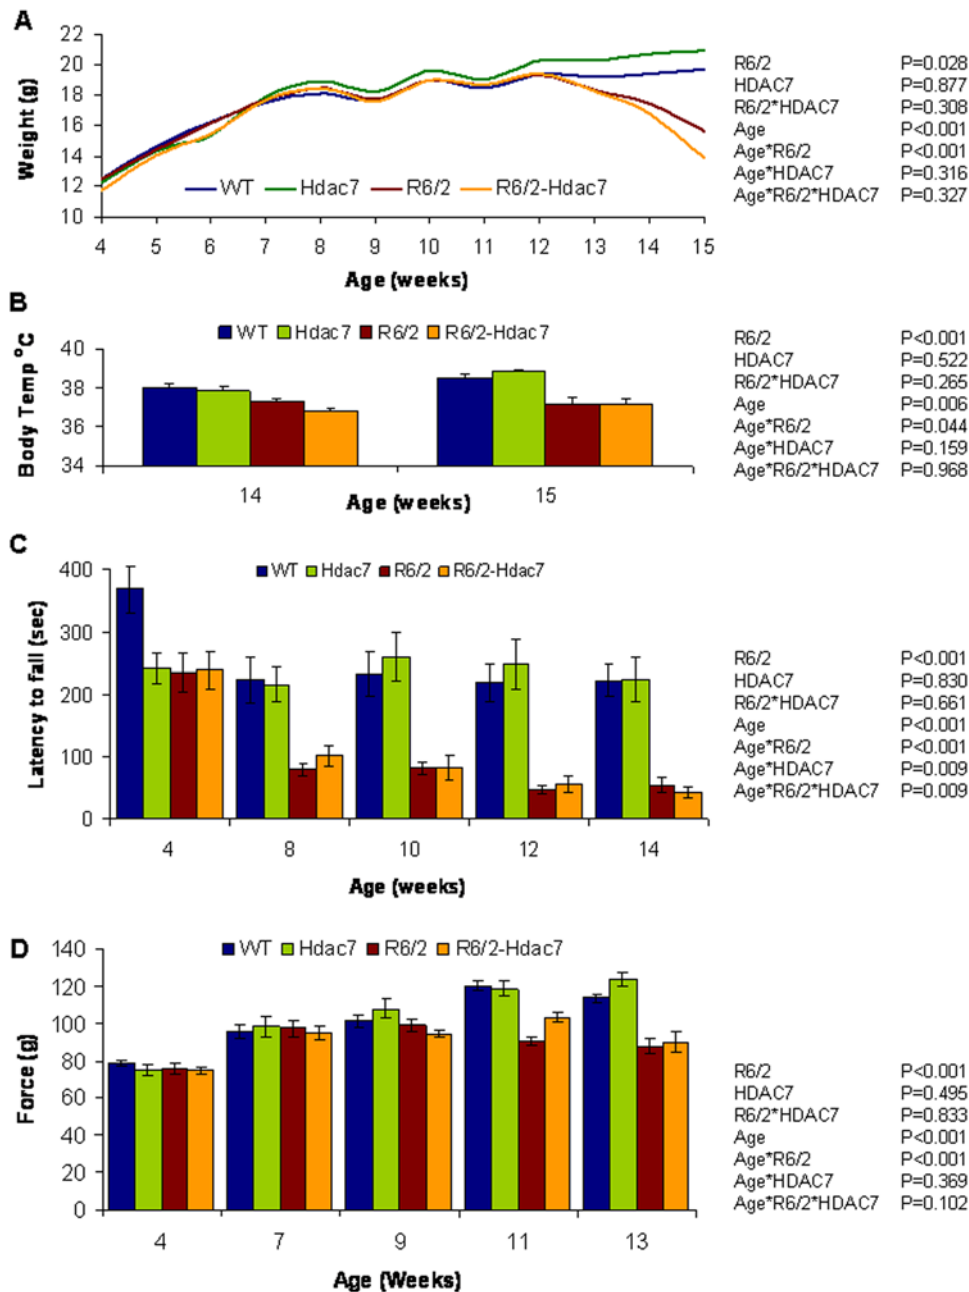 A
Weight (g)
22
20
18
16
14
12
10
WT Hdac7 R6/2 R6/2-Hdac7
4 5 6 7 8 9 10 11 12 13 14 15
Age (weeks)
R6/2 P=0.028
HDAC7 P=0.877
R6/2*HDAC7 P=0.308
Age P<0.001
Age*R6/2 P<0.001
Age*HDAC7 P=0.316
Age*R6/2*HDAC7 P=0.327
B
Body Temp °C
WT Hdac7 R6/2 R6/2-Hdac7
40
38
36
34
14 15
Age (weeks)
R6/2 P<0.001
HDAC7 P=0.522
R6/2*HDAC7 P=0.265
Age P=0.006
Age*R6/2 P=0.044
Age*HDAC7 P=0.159
Age*R6/2*HDAC7 P=0.968
C
Latency to fall (sec)
WT Hdac7 R6/2 R6/2-Hdac7
400
300
200
100
0
4 8 10 12 14
Age (weeks)
R6/2 P<0.001
HDAC7 P=0.830
R6/2*HDAC7 P=0.661
Age P<0.001
Age*R6/2 P<0.001
Age*HDAC7 P=0.009
Age*R6/2*HDAC7 P=0.009
D
Force (g)
WT Hdac7 R6/2 R6/2-Hdac7
140
120
100
80
60
40
20
0
4 7 9 11 13
Age (Weeks)
R6/2 P<0.001
HDAC7 P=0.495
R6/2*HDAC7 P=0.833
Age P<0.001
Age*R6/2 P<0.001
Age*HDAC7 P=0.369
Age*R6/2*HDAC7 P=0.102